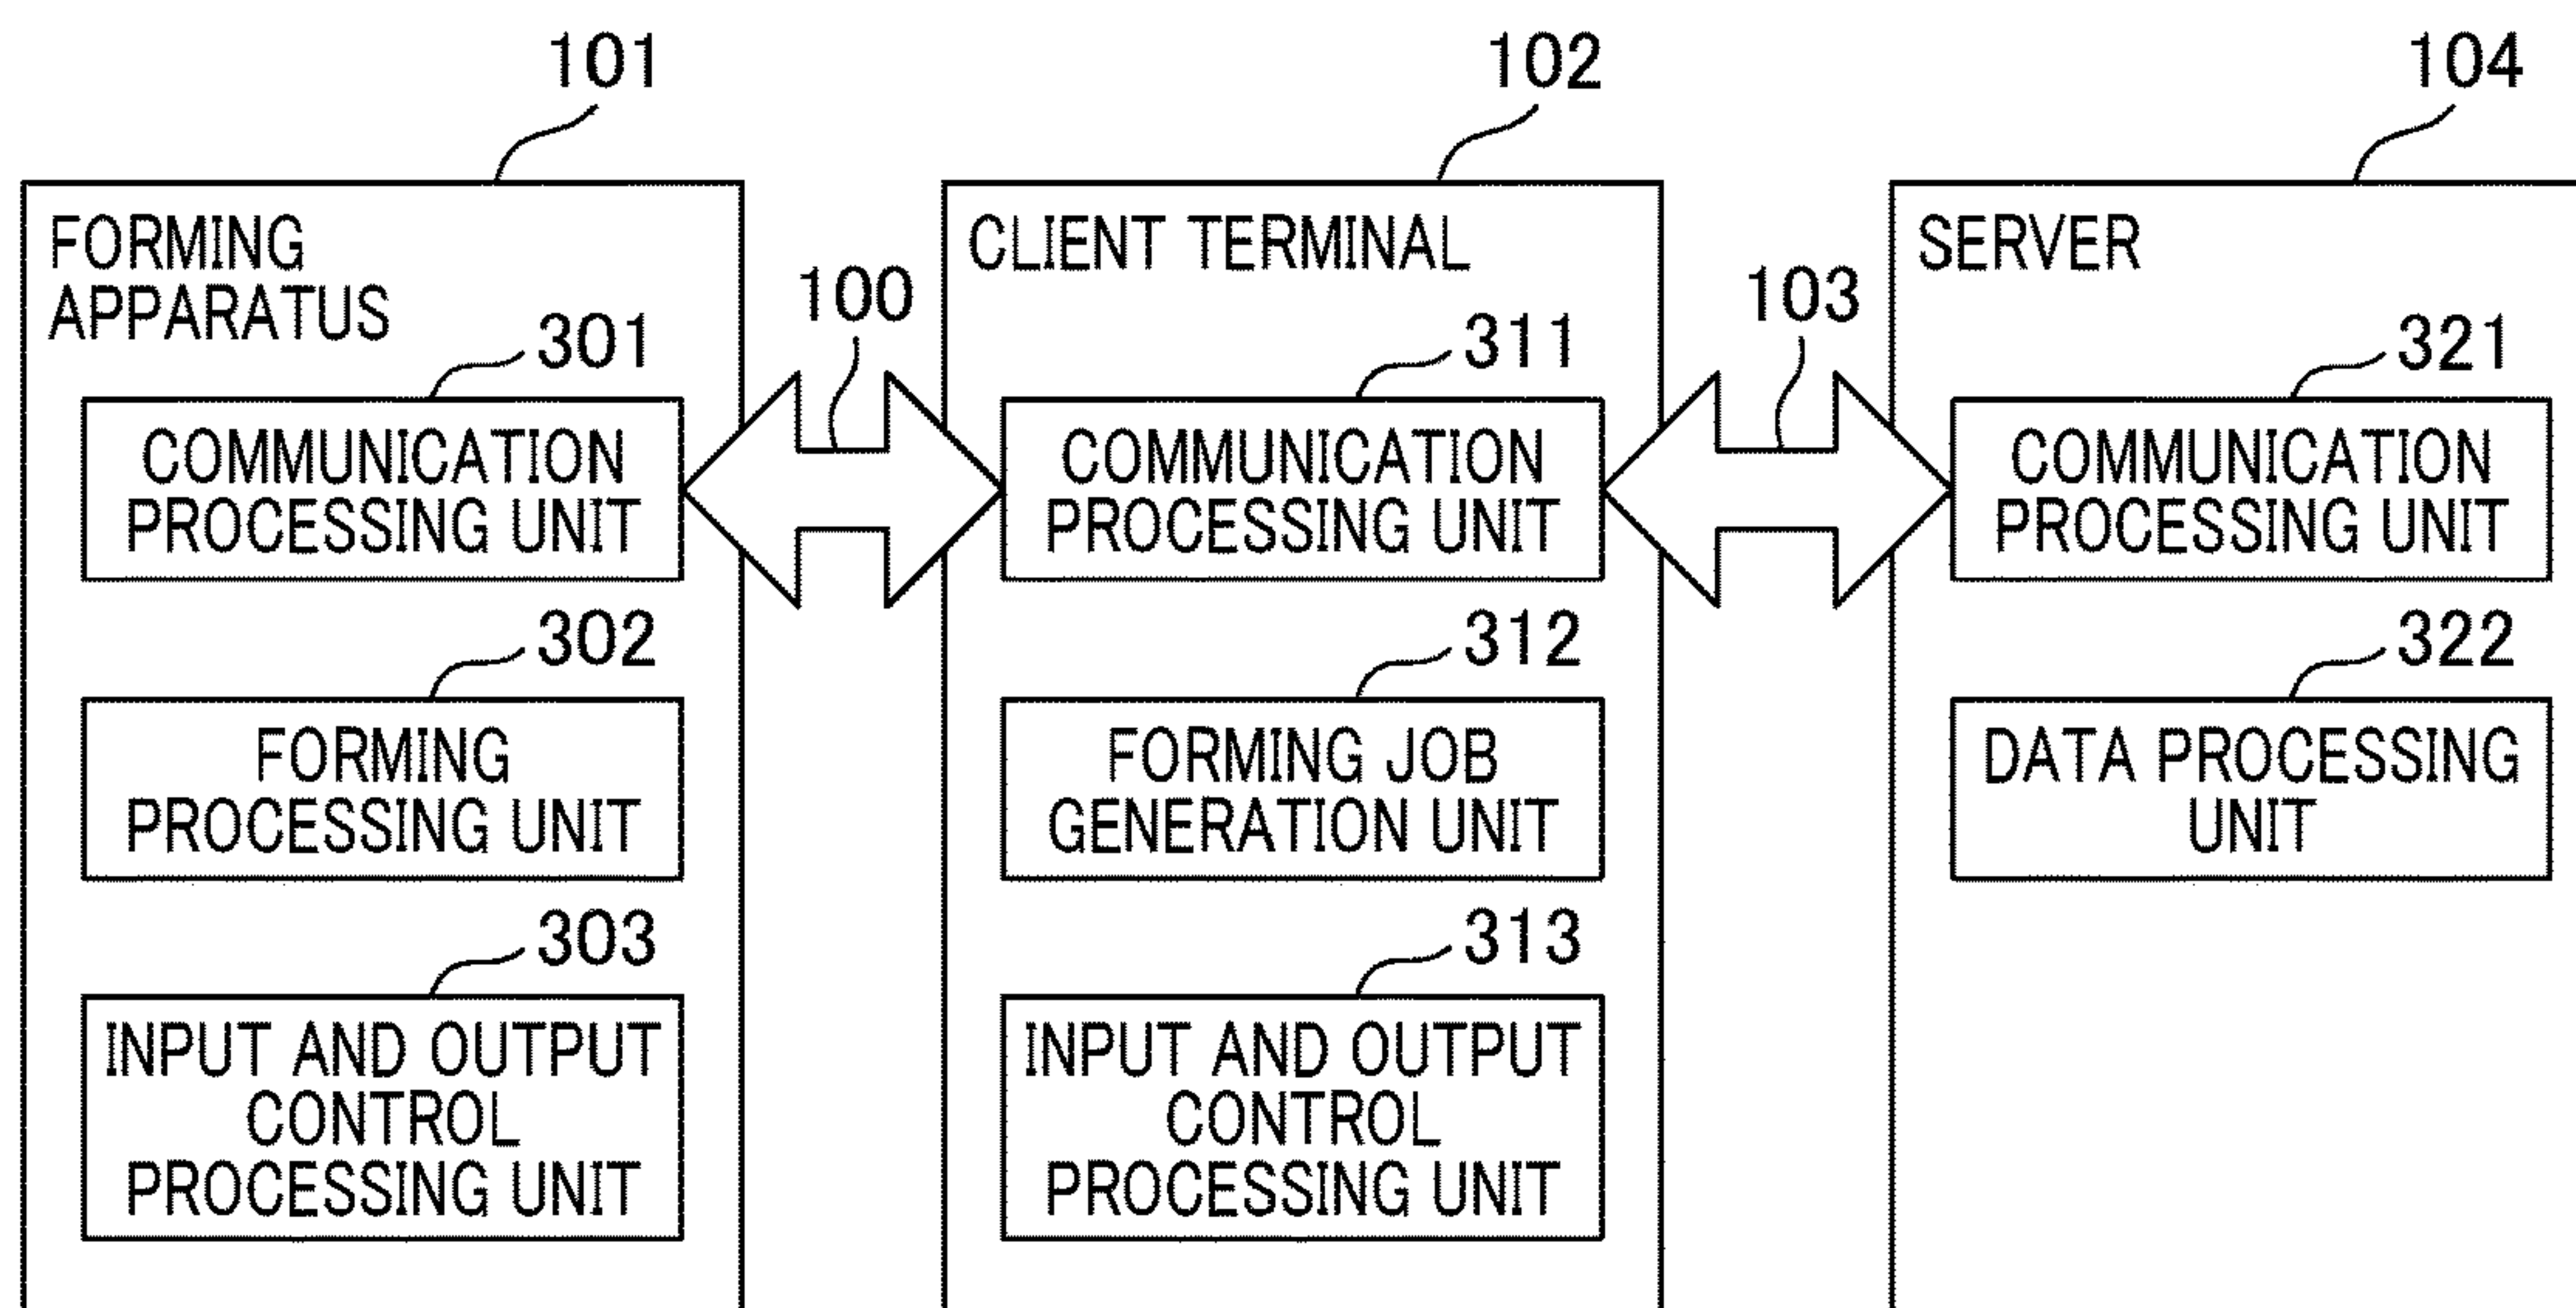 101
102
104
FORMING
APPARATUS
CLIENT TERMINAL
SERVER
100
103
301
311
321
COMMUNICATION
PROCESSING UNIT
COMMUNICATION
PROCESSING UNIT
COMMUNICATION
PROCESSING UNIT
302
312
322
FORMING
PROCESSING UNIT
FORMING JOB
GENERATION UNIT
DATA PROCESSING
UNIT
303
313
INPUT AND OUTPUT
CONTROL
PROCESSING UNIT
INPUT AND OUTPUT
CONTROL
PROCESSING UNIT